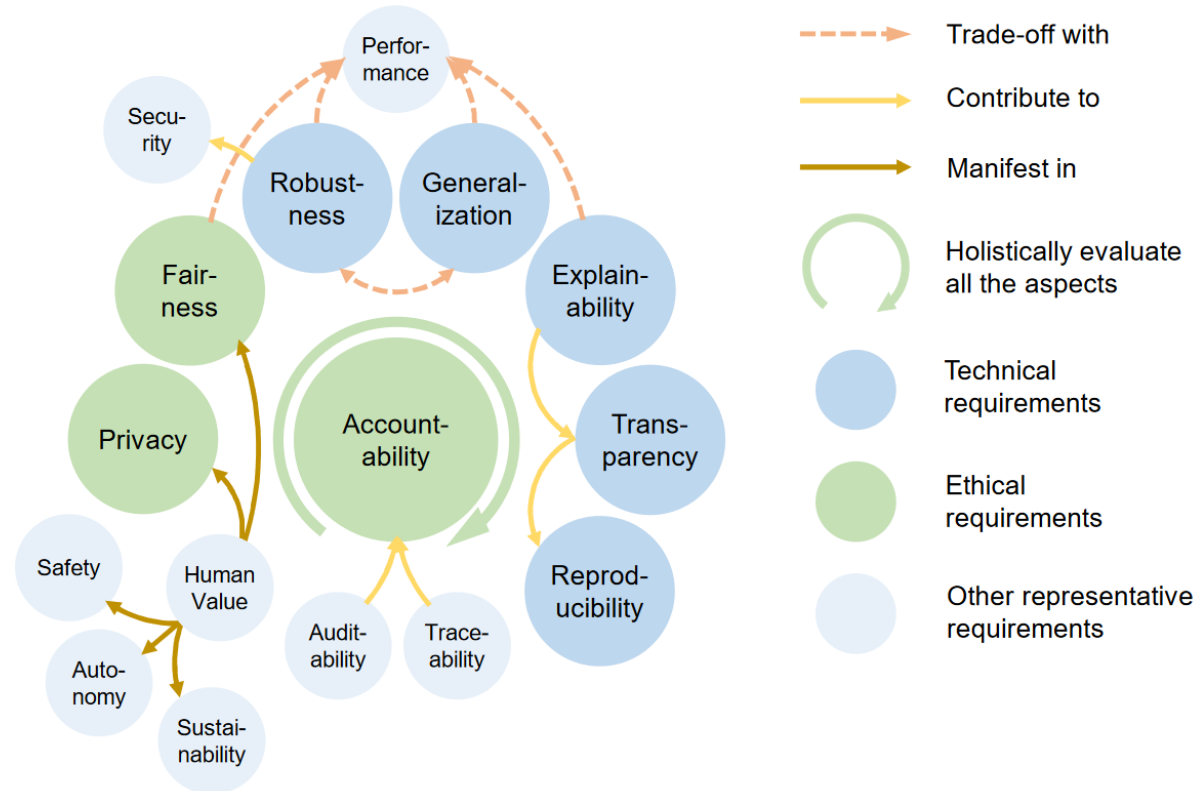 Perfor-
mance
Secu-
rity
Robust-
ness
General-
ization
Fair-
ness
Explain-
ability
Privacy
Account-
ability
Trans-
parency
Safety
Human
Value
Reprod-
ucibility
Audit-
ability
Trace-
ability
Auto-
nomy
Sustai-
nability
Trade-off with
Contribute to
Manifest in
Holistically evaluate
all the aspects
Technical
requirements
Ethical
requirements
Other representative
requirements